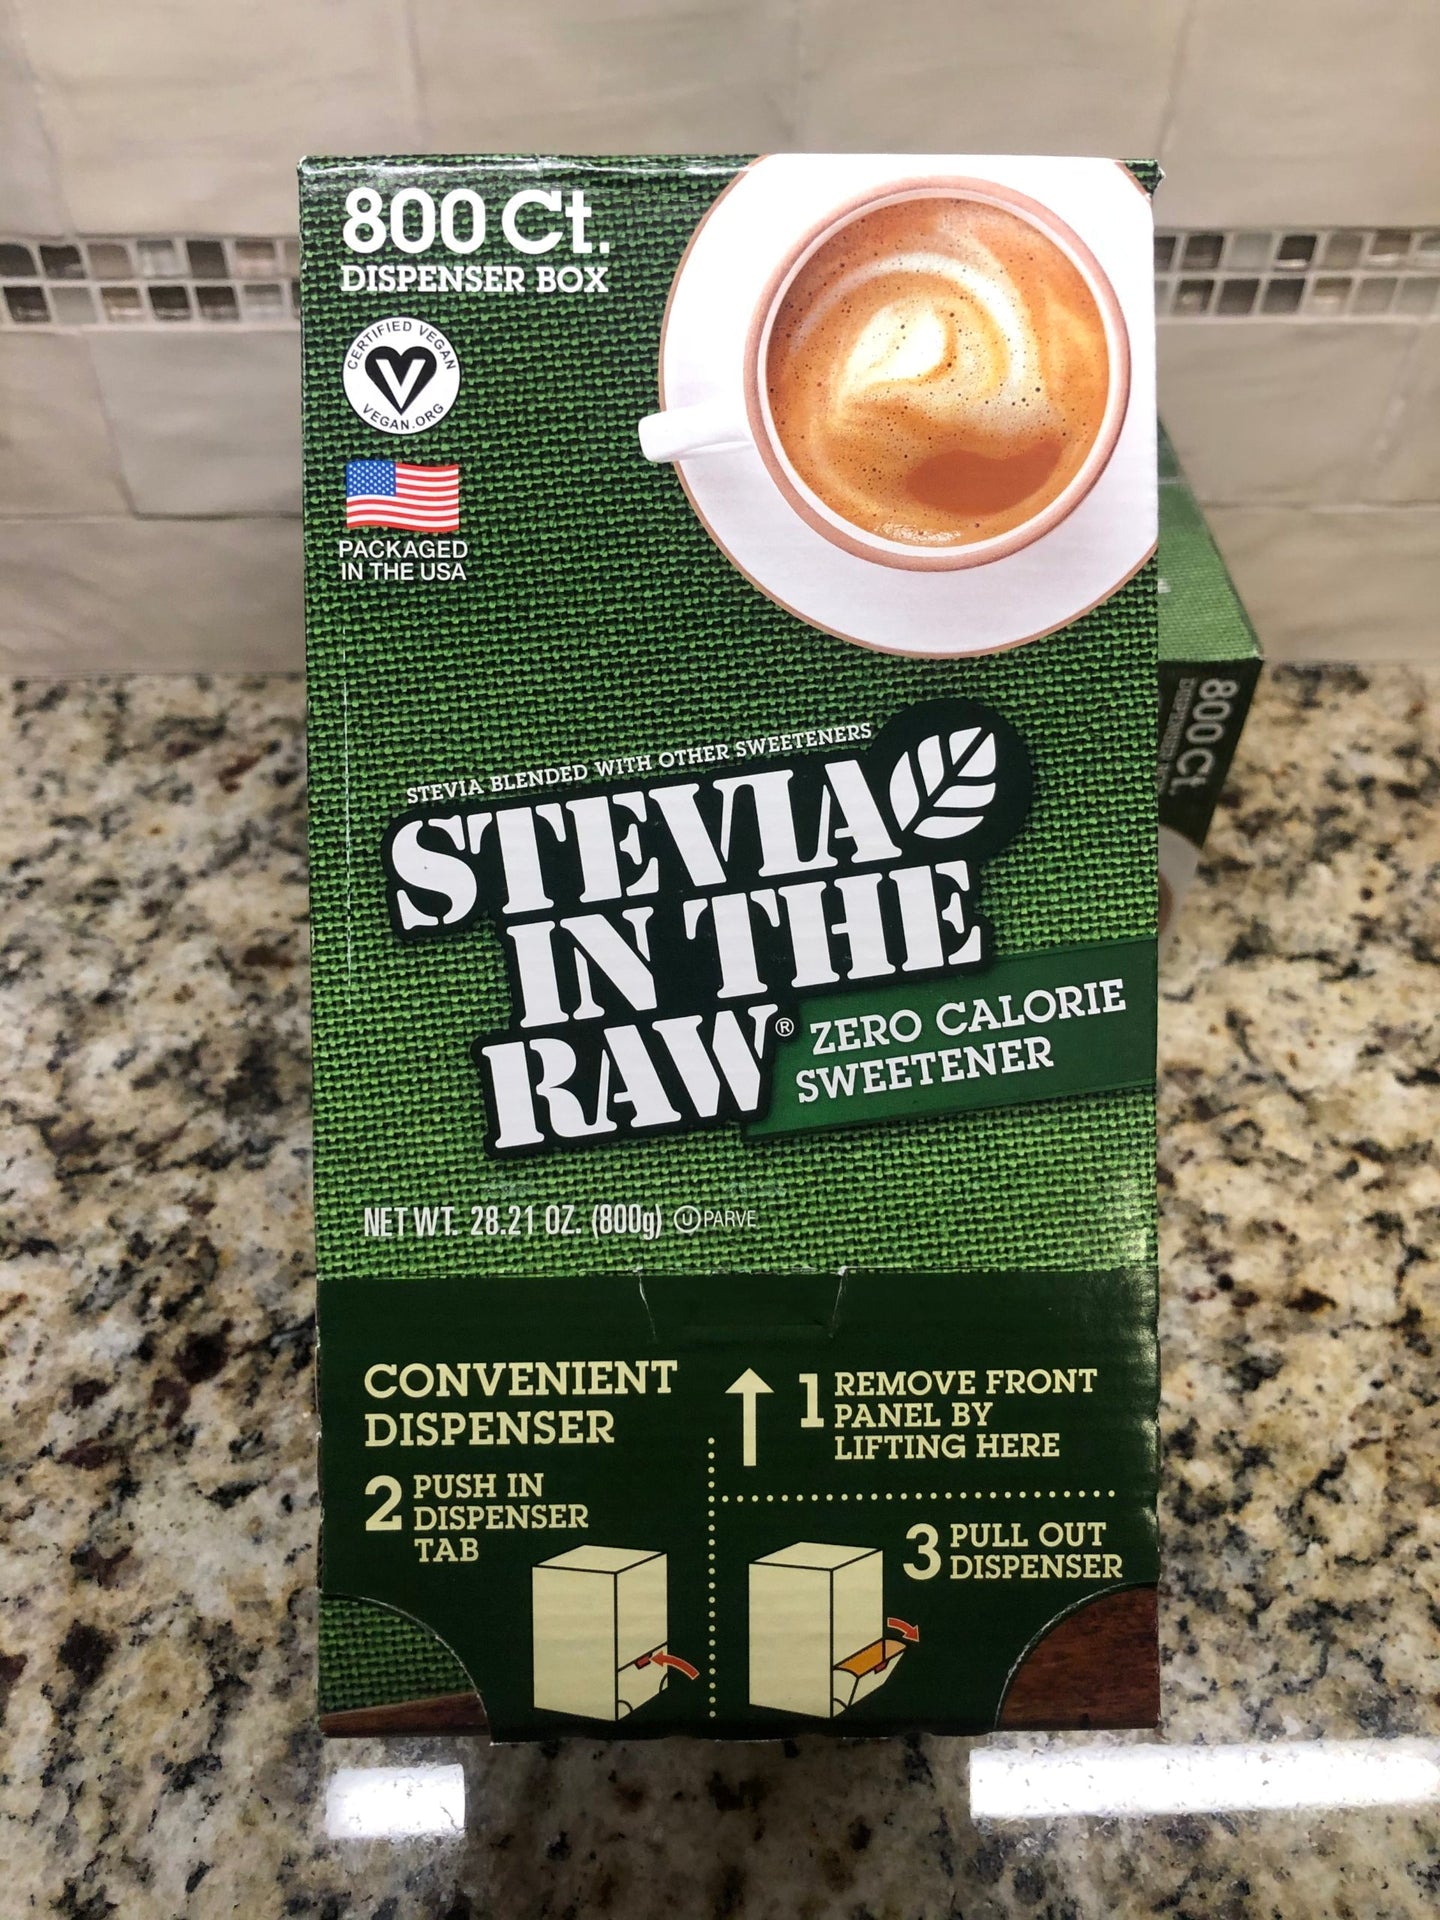 800 Ct.
DISPENSER BOX
CERTIFIED VEGAN
V
VEGAN.ORG
PACKAGED
IN THE USA
STEVIA BLENDED WITH OTHER SWEETENERS
STEVIA
IN THE
RAW®
ZERO CALORIE
SWEETENER
NET WT. 28.21 OZ. (800g) U PARVE
CONVENIENT
DISPENSER
1 REMOVE FRONT
PANEL BY
LIFTING HERE
2 PUSH IN
DISPENSER
TAB
3 PULL OUT
DISPENSER
800 Ct.
DISPENSER BOX